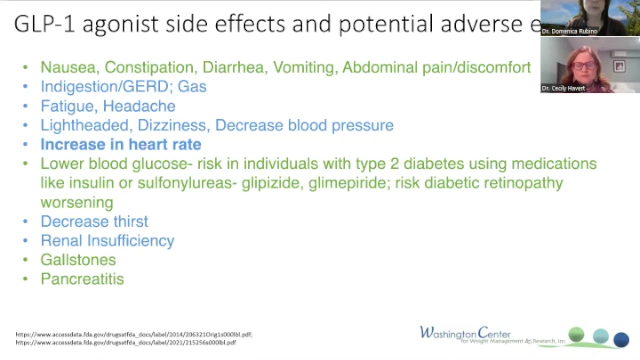 GLP-1 agonist side effects and potential adverse e
Dr. Domenica Rubino
Dr. Cecily Havert
• Nausea, Constipation, Diarrhea, Vomiting, Abdominal pain/discomfort
• Indigestion/GERD; Gas
• Fatigue, Headache
• Lightheaded, Dizziness, Decrease blood pressure
• Increase in heart rate
• Lower blood glucose- risk in individuals with type 2 diabetes using medications
like insulin or sulfonylureas- glipizide, glimepiride; risk diabetic retinopathy
worsening
• Decrease thirst
• Renal Insufficiency
• Gallstones
• Pancreatitis
https://www.accessdata.fda.gov/drugsatfda_docs/label/2014/206321Orig1s000lbl.pdf;
https://www.accessdata.fda.gov/drugsatfda_docs/label/2021/215256s000lbl.pdf
Washington Center
for Weight Management & Research, Inc.